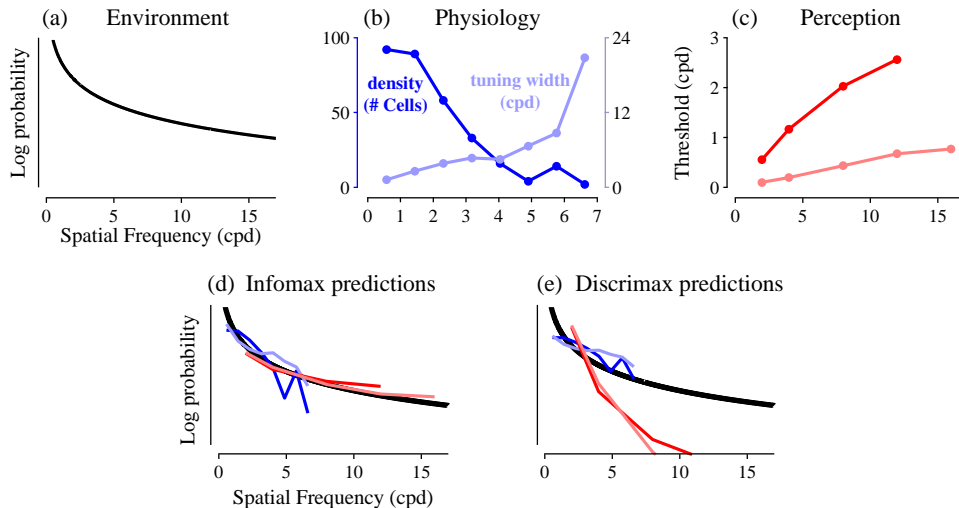 (a) Environment
Log probability
0 5 10 15
Spatial Frequency (cpd)
(b) Physiology
100
50
0
density
(# Cells)
tuning width
(cpd)
24
12
0
0 1 2 3 4 5 6 7
(c) Perception
Threshold (cpd)
3
2
1
0
0 5 10 15
(d) Infomax predictions
Log probability
0 5 10 15
Spatial Frequency (cpd)
(e) Discrimax predictions
0 5 10 15